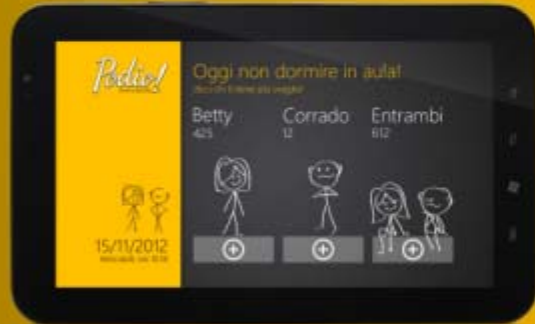 Podio!
Oggi non dormire in aula!
Betty
425
Corrado
12
Entrambi
612
15/11/2012